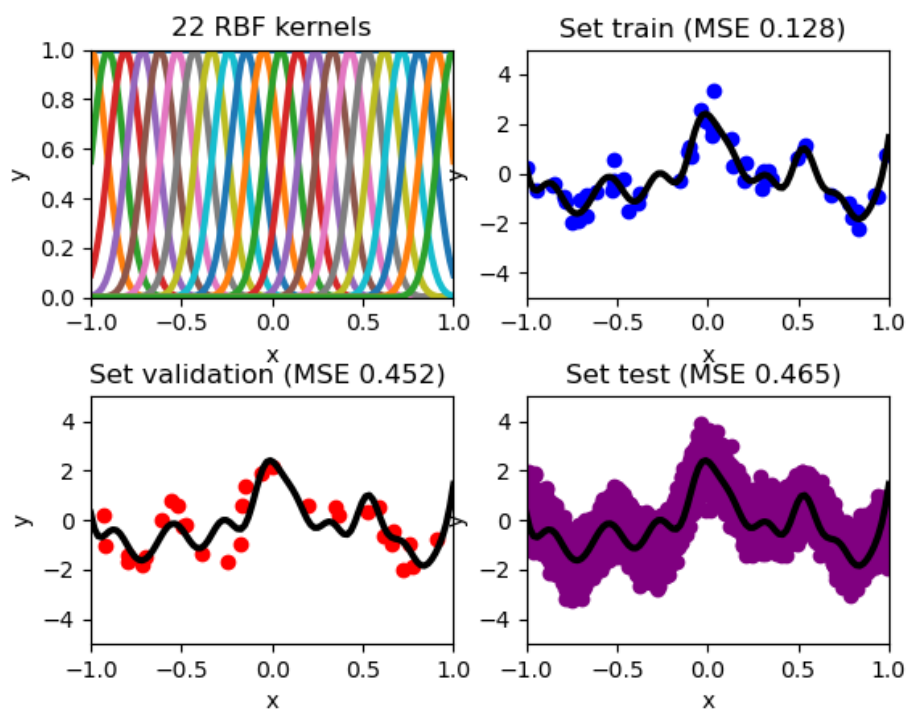 22 RBF kernels
1.0
0.8
0.6
0.4
0.2
0.0
y
−1.0 −0.5 0.0 0.5 1.0
x
Set train (MSE 0.128)
4
2
0
−2
−4
y
−1.0 −0.5 0.0 0.5 1.0
x
Set validation (MSE 0.452)
4
2
0
−2
−4
y
−1.0 −0.5 0.0 0.5 1.0
x
Set test (MSE 0.465)
4
2
0
−2
−4
y
−1.0 −0.5 0.0 0.5 1.0
x